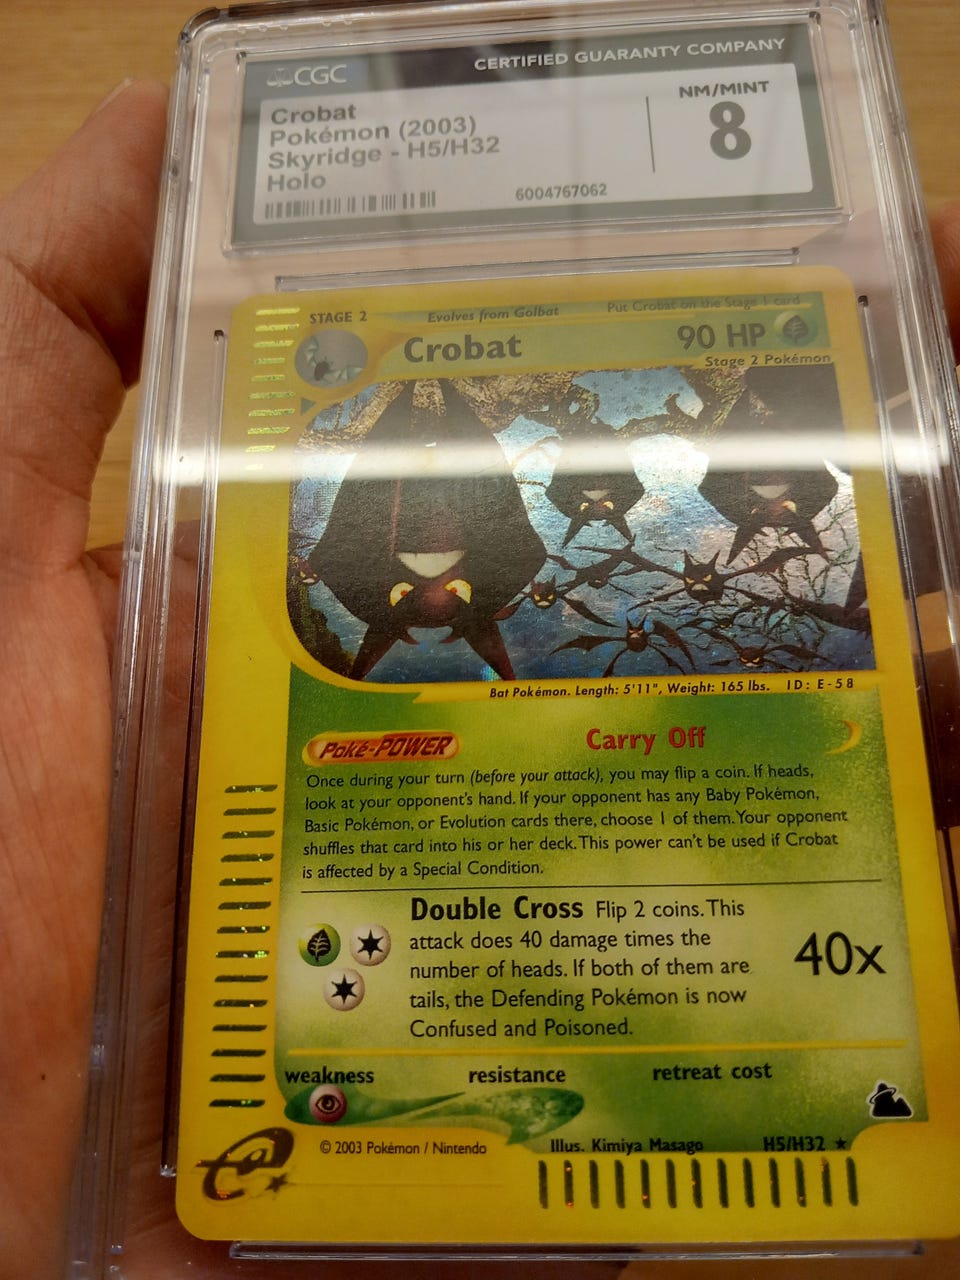 CGC
CERTIFIED GUARANTY COMPANY
Crobat
Pokémon (2003)
Skyridge - H5/H32
Holo
6004767062
NM/MINT
8
STAGE 2
Evolves from Golbat
Put Crobat on the Stage 1 card
Crobat
90 HP
Stage 2 Pokémon
Bat Pokémon. Length: 5'11", Weight: 165 lbs. ID: E-58
Poké-POWER
Carry Off
Once during your turn (before your attack), you may flip a coin. If heads,
look at your opponent's hand. If your opponent has any Baby Pokémon,
Basic Pokémon, or Evolution cards there, choose 1 of them. Your opponent
shuffles that card into his or her deck. This power can't be used if Crobat
is affected by a Special Condition.
Double Cross Flip 2 coins. This
attack does 40 damage times the
number of heads. If both of them are
tails, the Defending Pokémon is now
Confused and Poisoned.
40x
weakness
resistance
retreat cost
© 2003 Pokémon / Nintendo
Illus. Kimiya Masago
H5/H32 ★
e